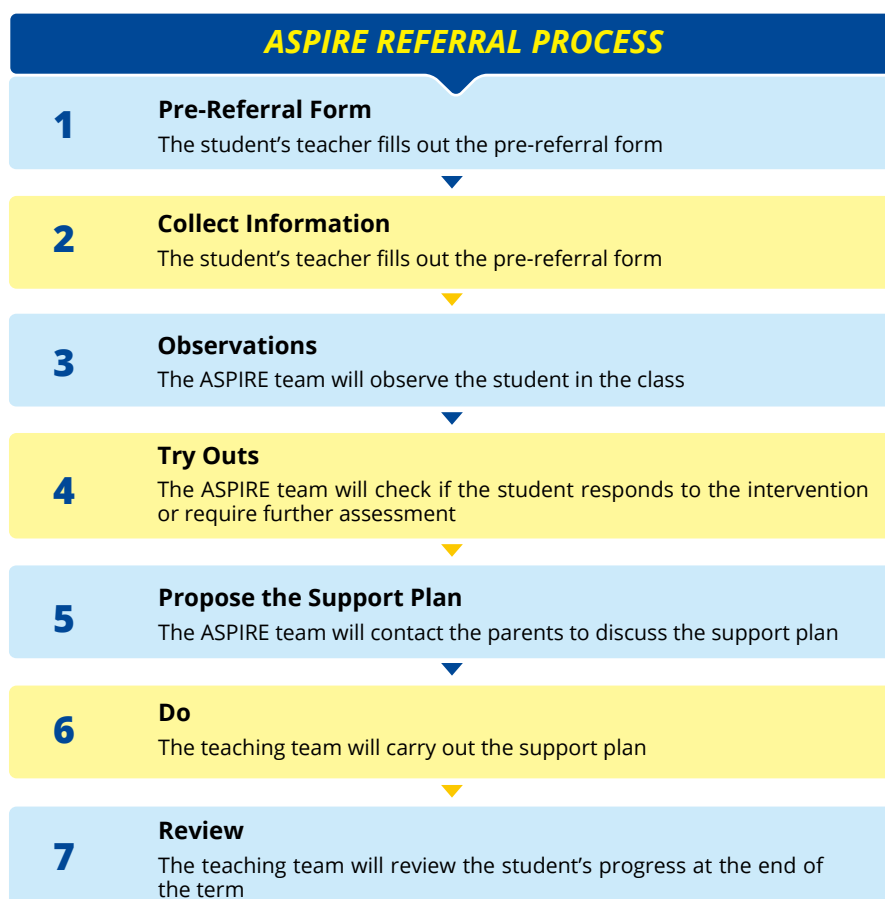 ASPIRE REFERRAL PROCESS
1
Pre-Referral Form
The student’s teacher fills out the pre-referral form
2
Collect Information
The student’s teacher fills out the pre-referral form
3
Observations
The ASPIRE team will observe the student in the class
4
Try Outs
The ASPIRE team will check if the student responds to the intervention
or require further assessment
5
Propose the Support Plan
The ASPIRE team will contact the parents to discuss the support plan
6
Do
The teaching team will carry out the support plan
7
Review
The teaching team will review the student’s progress at the end of
the term